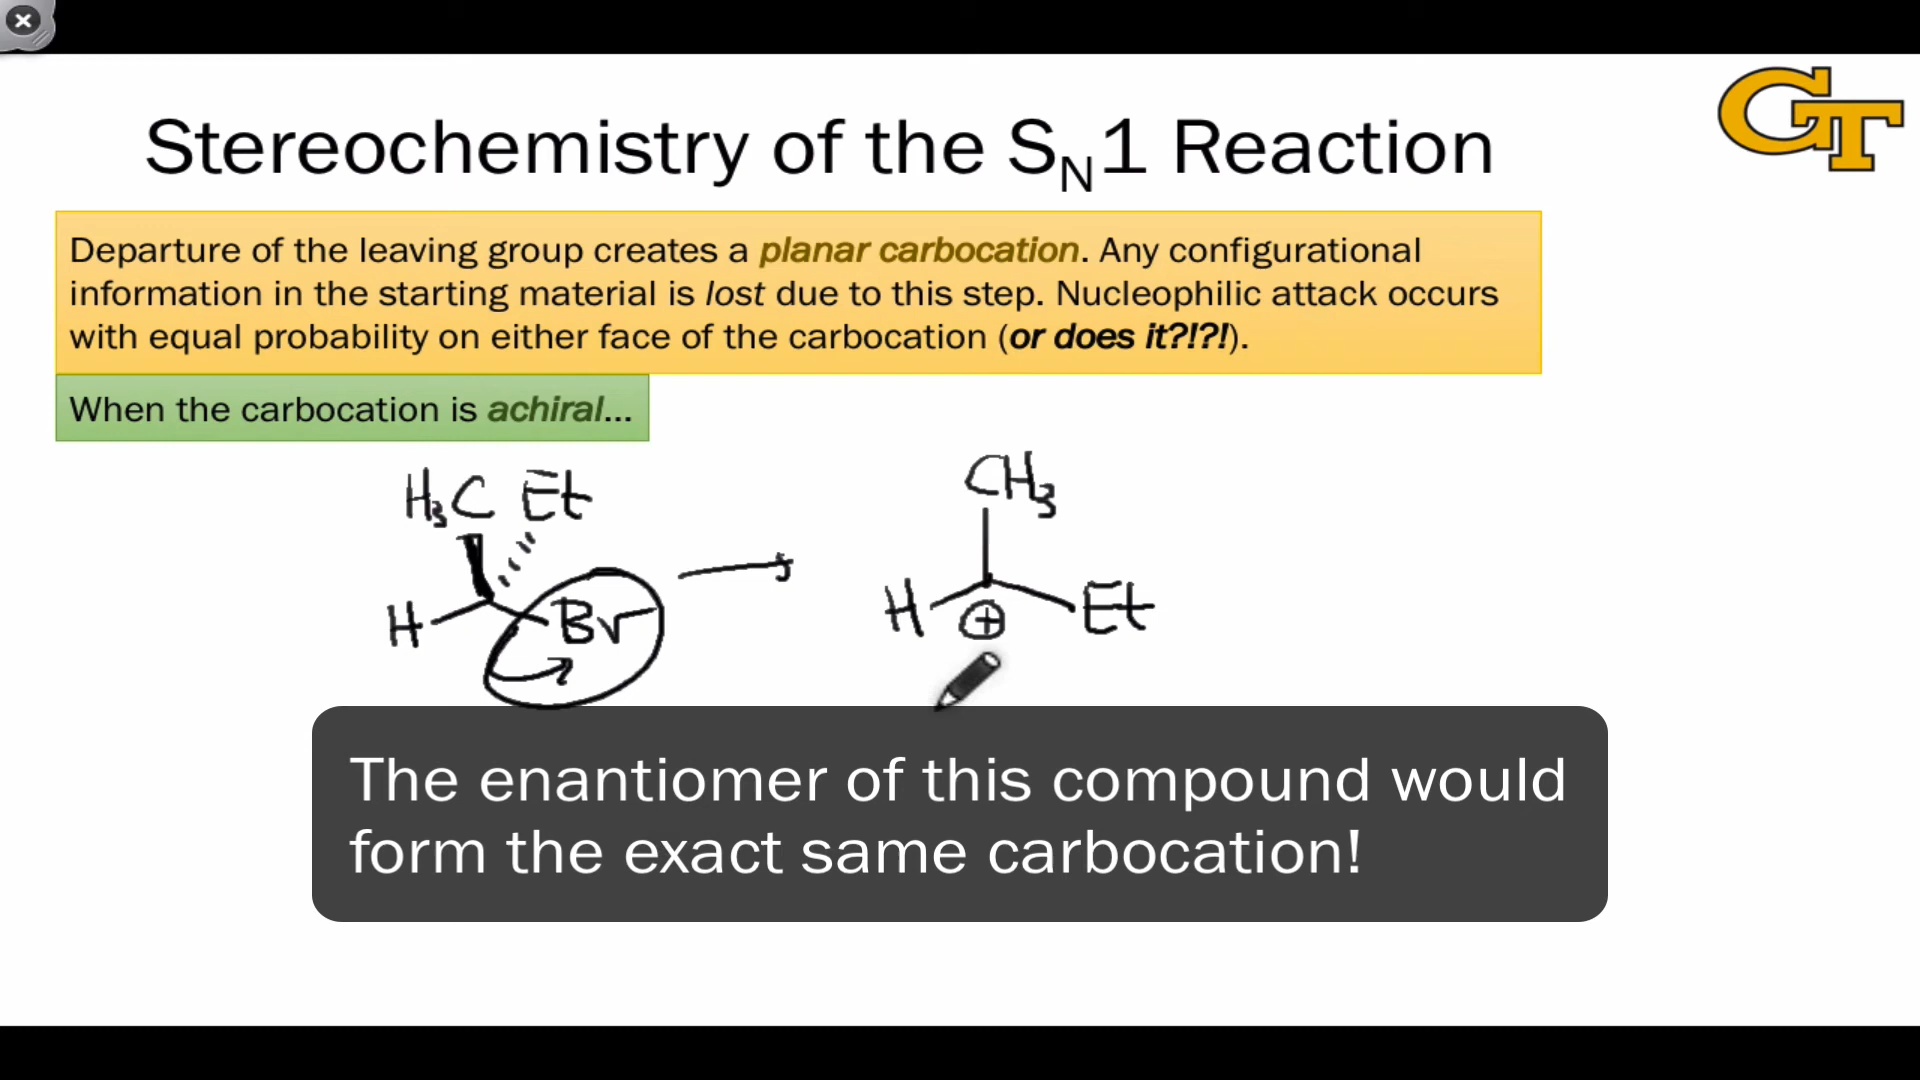 GT
Stereochemistry of the SN1 Reaction
Departure of the leaving group creates a planar carbocation. Any configurational
information in the starting material is lost due to this step. Nucleophilic attack occurs
with equal probability on either face of the carbocation (or does it?!?!).
When the carbocation is achiral...
H₃C Et
CH₃
H Br
H ⊕ Et
The enantiomer of this compound would
form the exact same carbocation!